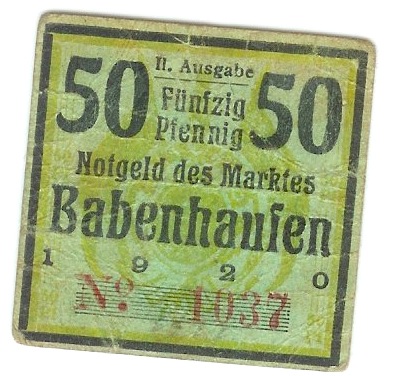 II. Ausgabe
50 Fünfzig Pfennig 50
Notgeld des Marktes
Babenhauſen
1 9 2 0
No 1037